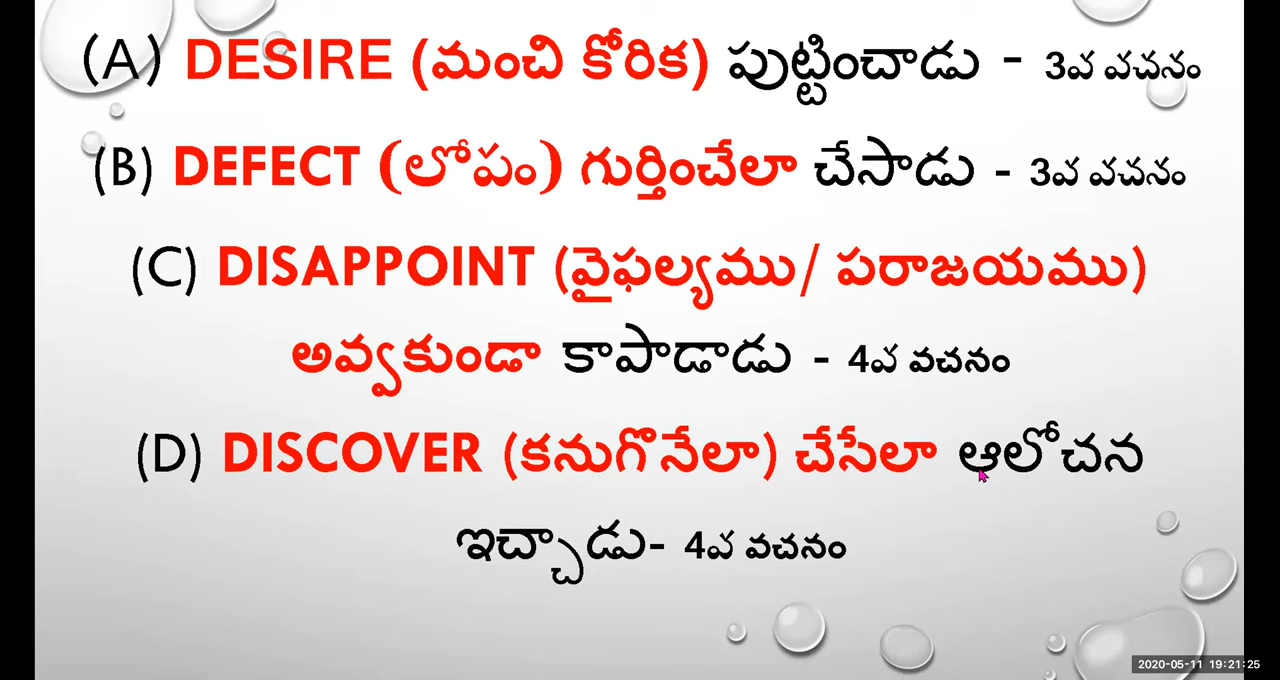 (A) DESIRE (మంచి కోరిక) పుట్టించాడు - 3వ వచనం
(B) DEFECT (లోపం) గుర్తించేలా చేసాడు - 3వ వచనం
(C) DISAPPOINT (వైఫల్యము/ పరాజయము)
అవ్వకుండా కాపాడాడు - 4వ వచనం
(D) DISCOVER (కనుగొనేలా) చేసేలా ఆలోచన
ఇచ్చాడు- 4వ వచనం
2020-05-11 19:21:25